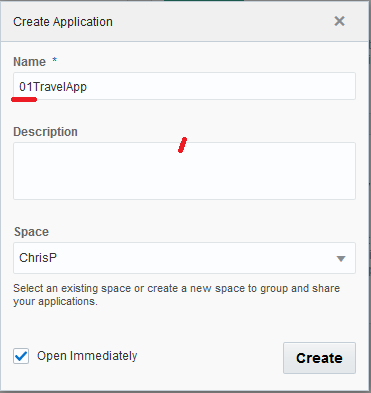 Create Application
Name *
01TravelApp
Description
Space
ChrisP
Select an existing space or create a new space to group and share
your applications.
Open Immediately
Create